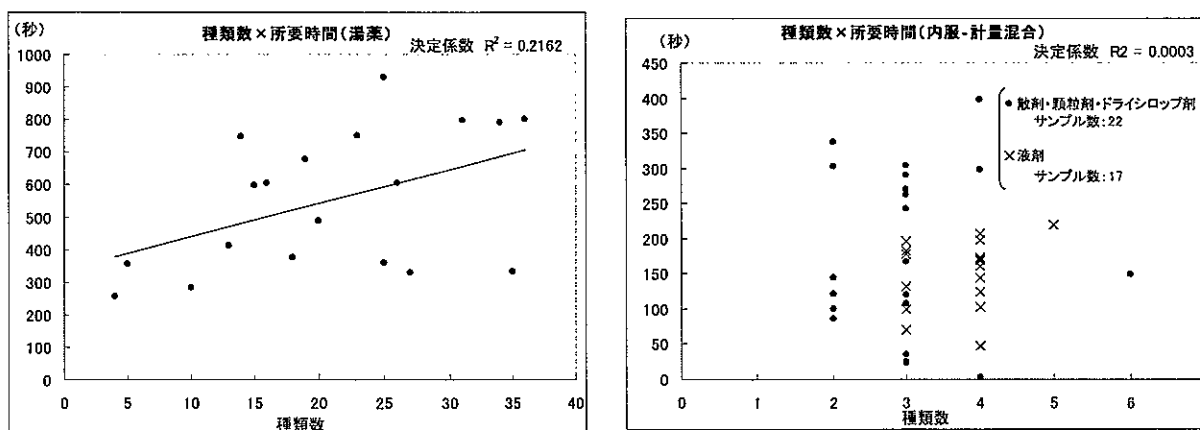 種類数×所要時間(湯薬)
(秒)
決定係数 R² = 0.2162
1000
900
800
700
600
500
400
300
200
100
0
0 5 10 15 20 25 30 35 40
種類数
種類数×所要時間(内服-計量混合)
(秒)
決定係数 R2 = 0.0003
450
400
350
300
250
200
150
100
50
0
散剤・顆粒剤・ドライシロップ剤
サンプル数:22
液剤
サンプル数:17
0 1 2 3 4 5 6
種類数